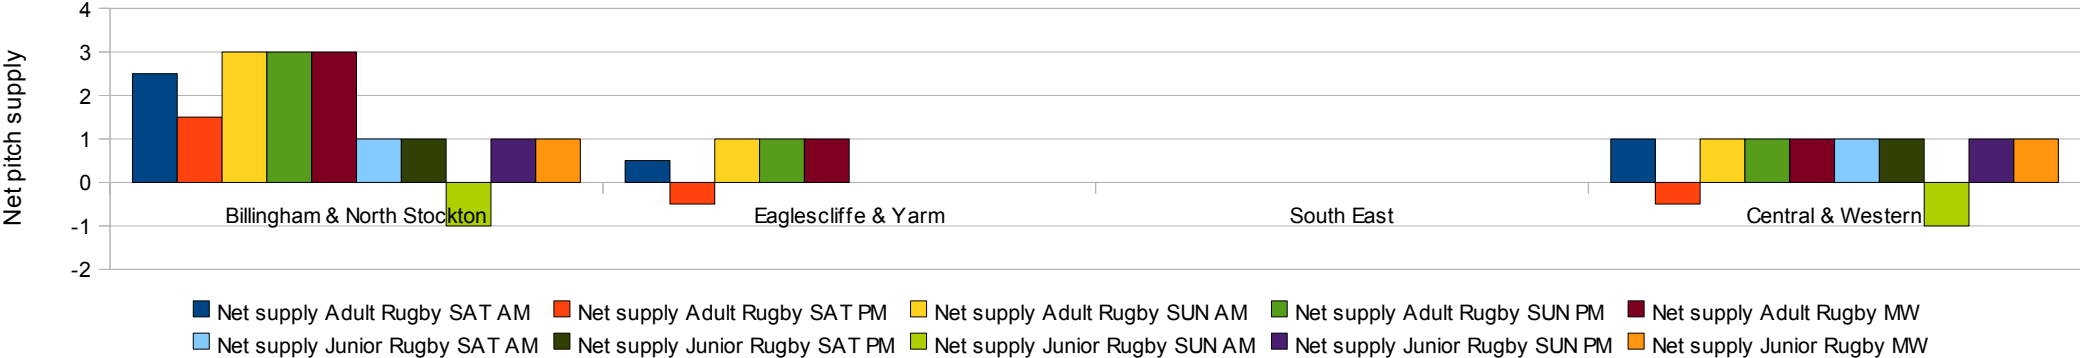 4
3
2
1
0
-1
-2
Net pitch supply
Billingham & North Stockton Eaglescliffe & Yarm South East Central & Western
Net supply Adult Rugby SAT AM Net supply Adult Rugby SAT PM Net supply Adult Rugby SUN AM Net supply Adult Rugby SUN PM Net supply Adult Rugby MW
Net supply Junior Rugby SAT AM Net supply Junior Rugby SAT PM Net supply Junior Rugby SUN AM Net supply Junior Rugby SUN PM Net supply Junior Rugby MW